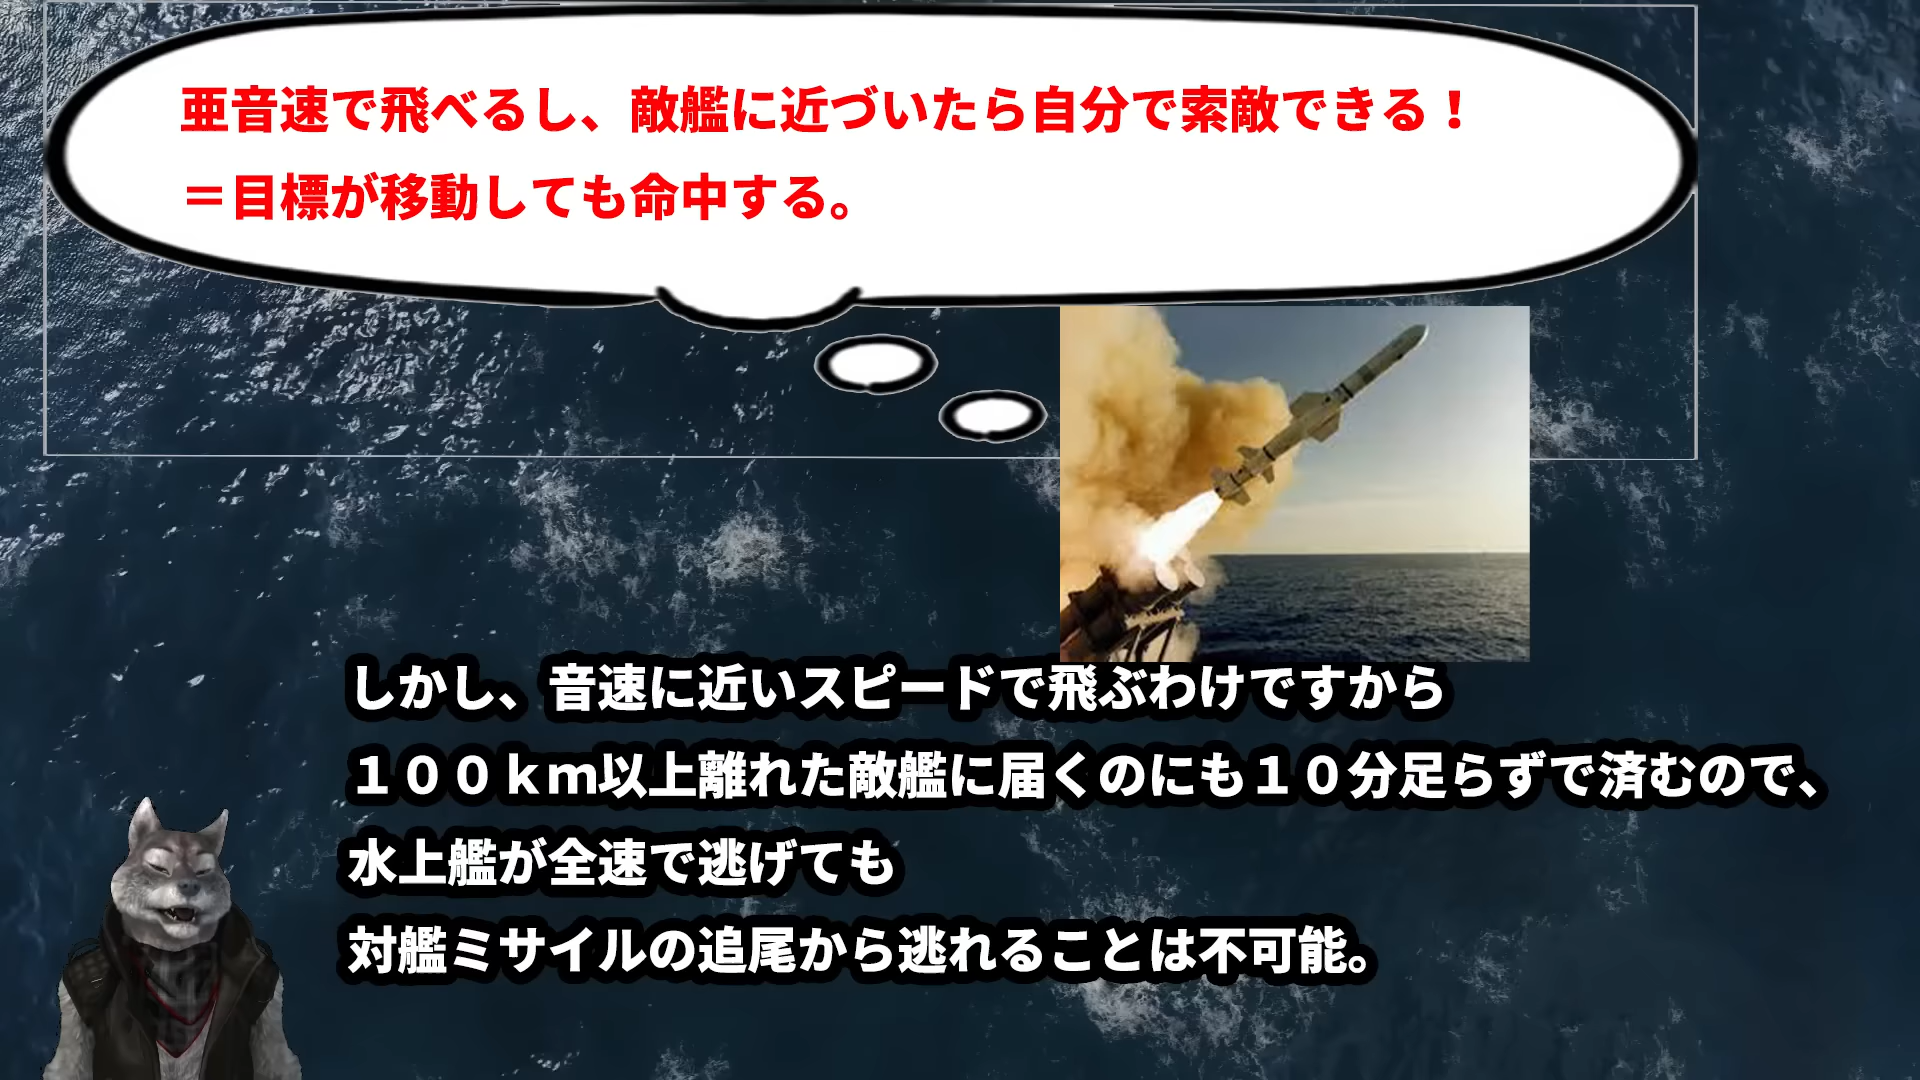 亜音速で飛べるし、敵艦に近づいたら自分で索敵できる！
＝目標が移動しても命中する。
しかし、音速に近いスピードで飛ぶわけですから
１００ｋｍ以上離れた敵艦に届くのにも１０分足らずで済むので、
水上艦が全速で逃げても
対艦ミサイルの追尾から逃れることは不可能。